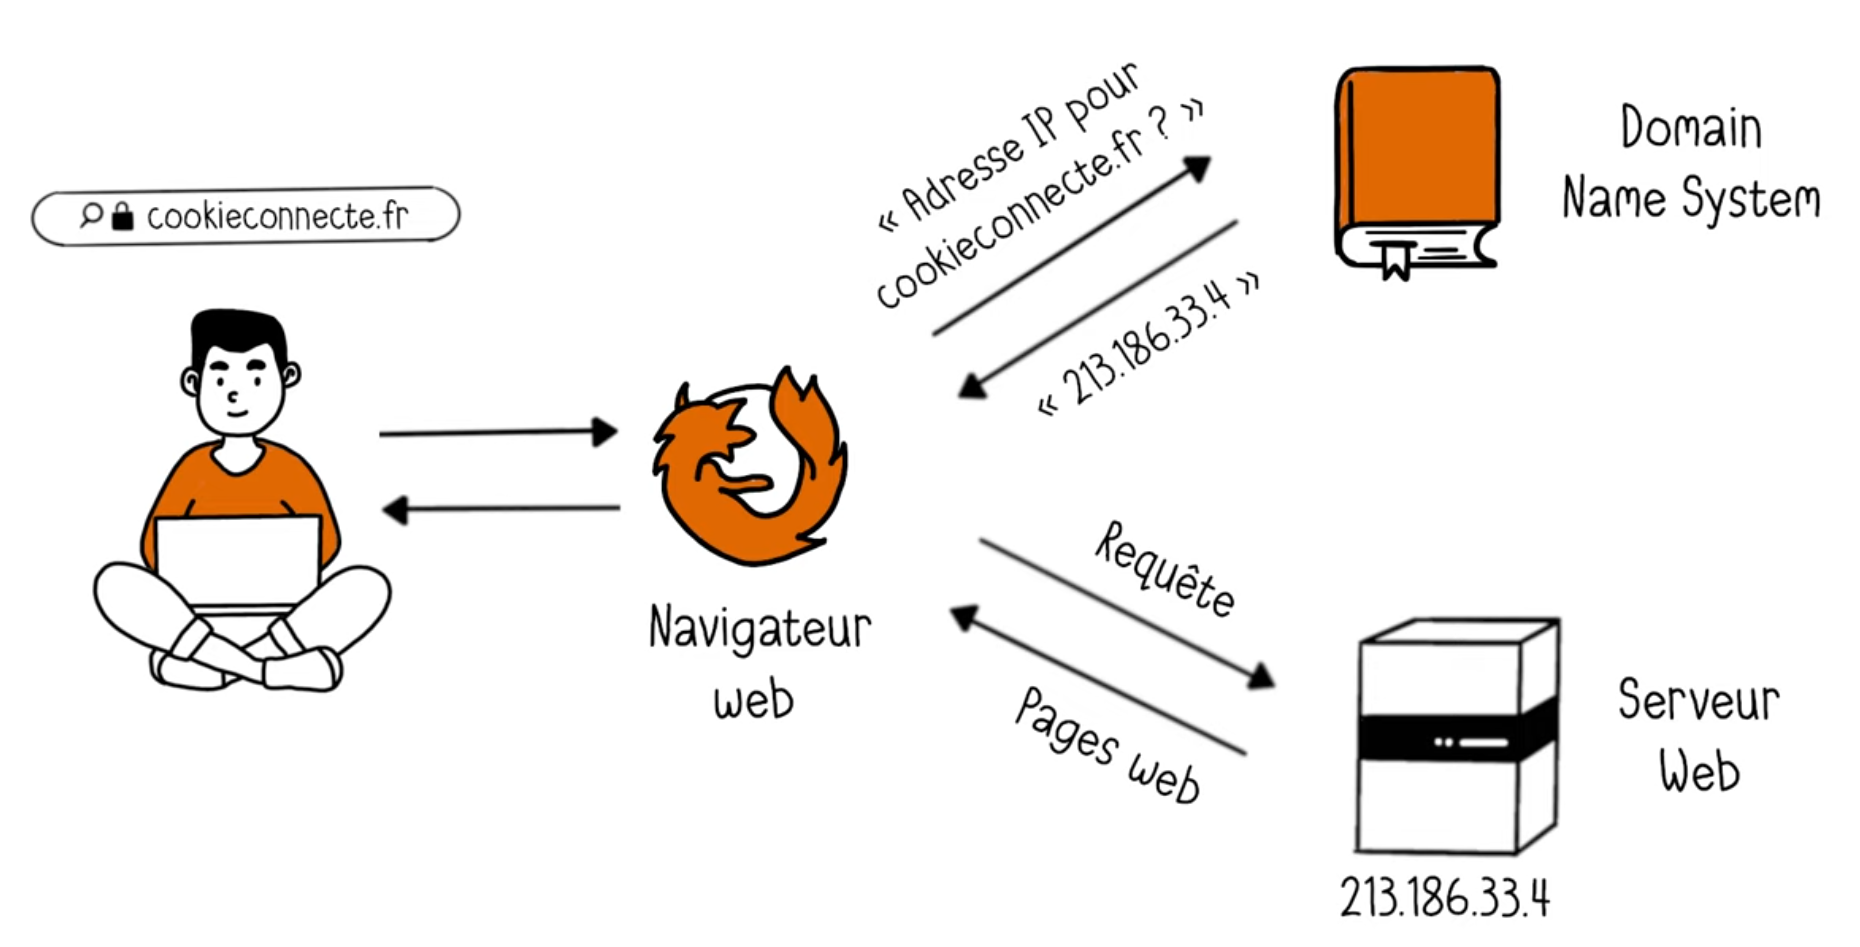 cookieconnecte.fr
« Adresse IP pour
cookieconnecte.fr ? »
« 213.186.33.4 »
Domain
Name System
Navigateur
web
Requête
Pages web
Serveur
Web
213.186.33.4